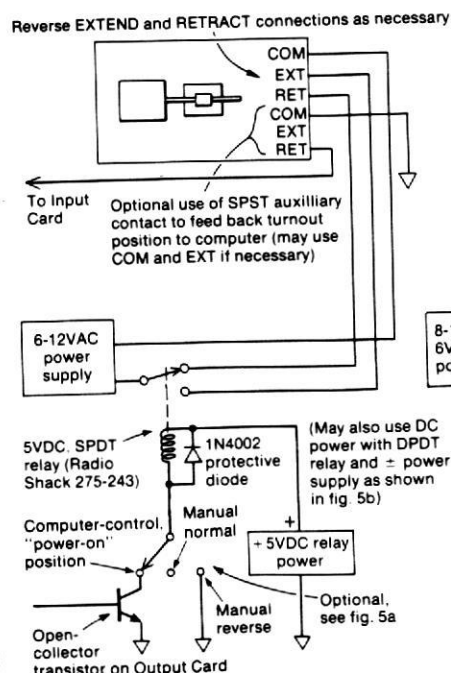 Reverse EXTEND and RETRACT connections as necessary
COM
EXT
RET
COM
EXT
RET
To Input
Card
Optional use of SPST auxilliary
contact to feed back turnout
position to computer (may use
COM and EXT if necessary)
6-12VAC
power
supply
8-1
6V
po
5VDC, SPDT
relay (Radio
Shack 275-243)
1N4002
protective
diode
(May also use DC
power with DPDT
relay and ± power
supply as shown
in fig. 5b)
Computer-control,
"power-on"
position
Manual
normal
+
+ 5VDC relay
power
Manual
reverse
Optional,
see fig. 5a
Open-
collector
transistor on Output Card